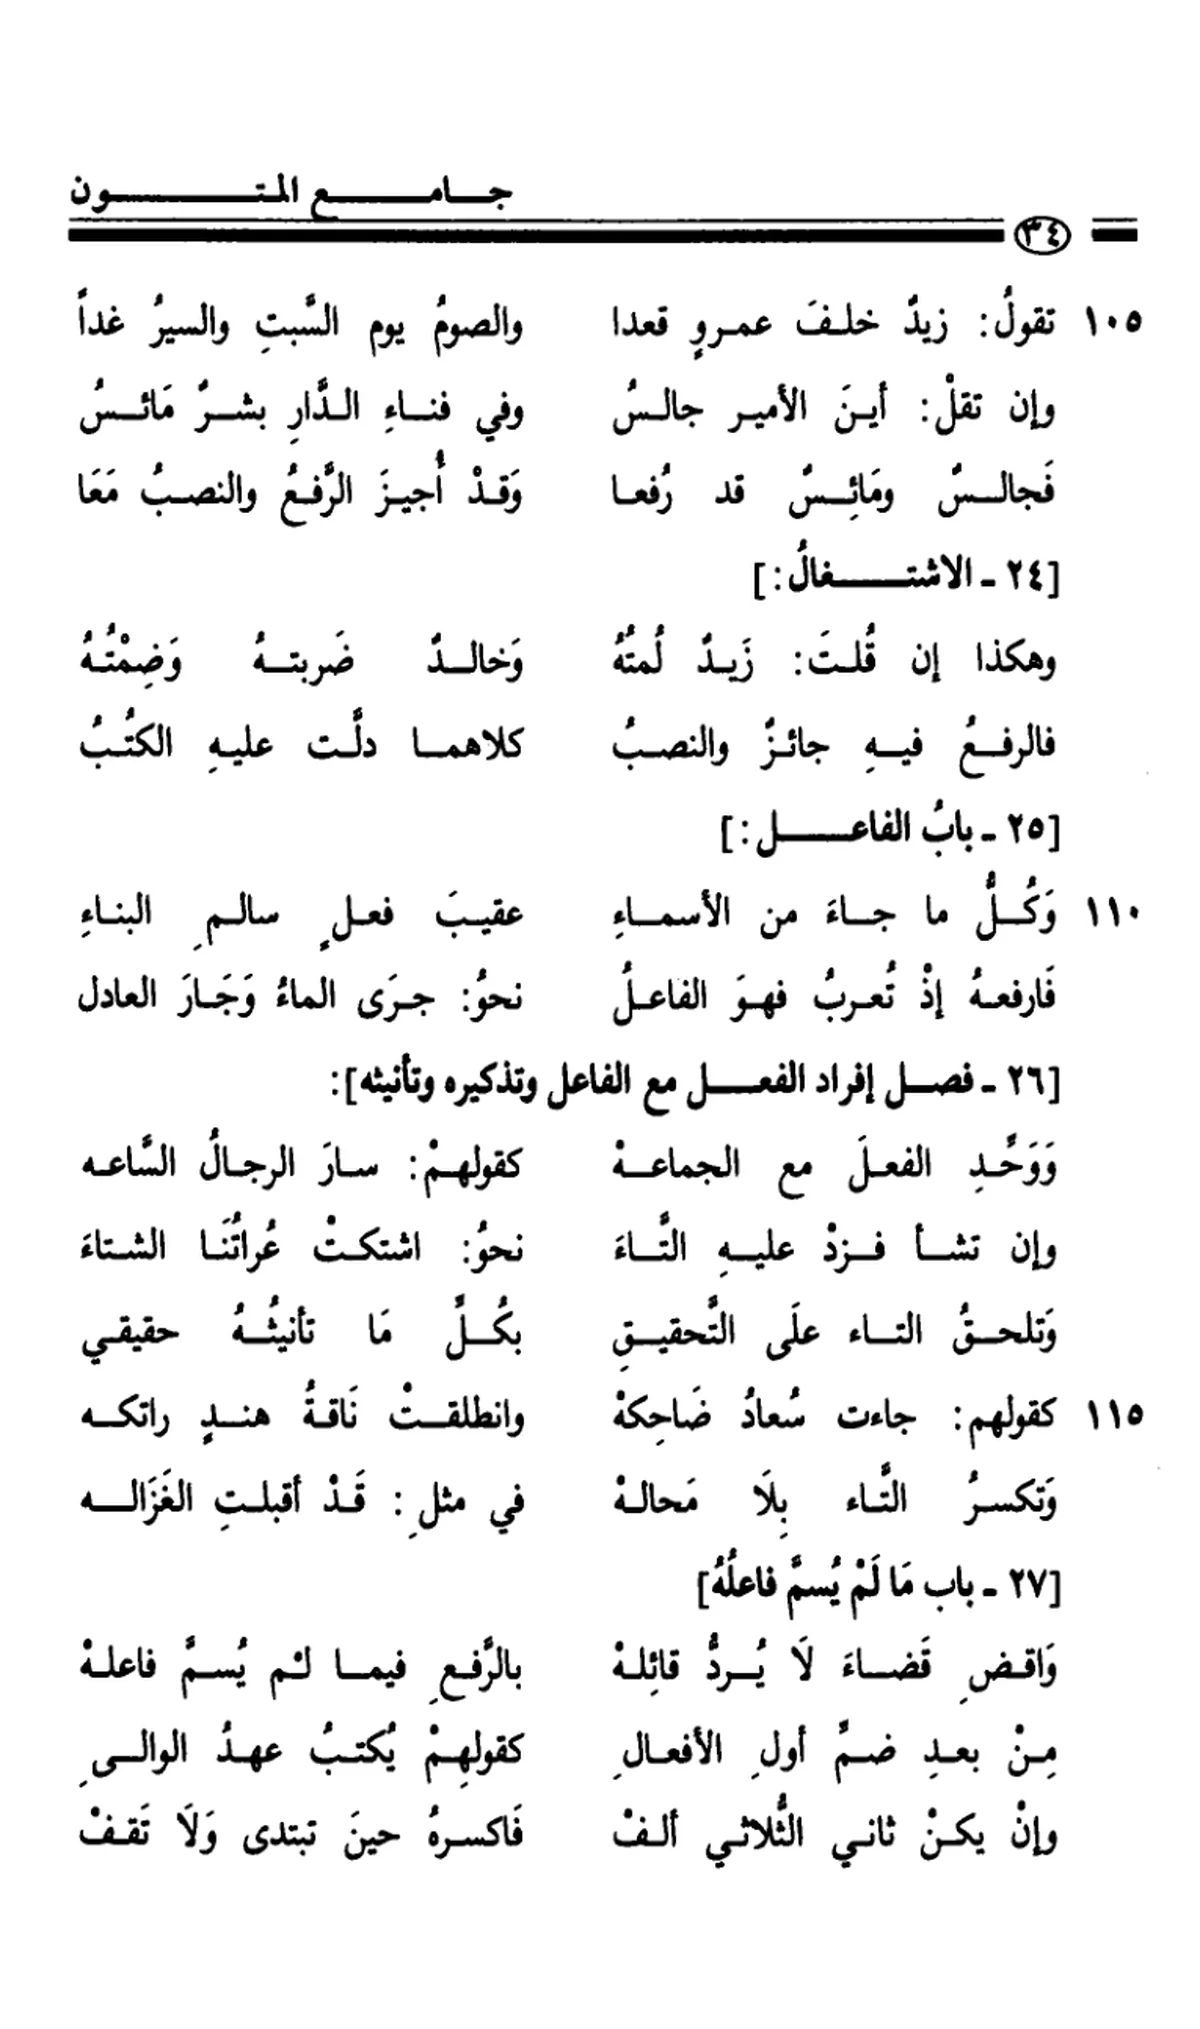 جامع المتون
٣٤
١٠٥ تقولُ: زيدٌ خلفَ عمروٍ قعدا والصومُ يوم السَّبتِ والسيرُ غداً
وإن تقلْ: أينَ الأمير جالسُ وفي فناءِ الدَّارِ بشرٌ مَائسُ
فَجالسٌ ومَائِسٌ قد رُفعا وَقدْ أُجيزَ الرَّفعُ والنصبُ مَعَا
[٢٤ - الاشتغالُ:]
وهكذا إن قُلتَ: زَيدٌ لُمتُهُ وَخالدٌ ضَربتهُ وَضِمْتُهُ
فالرفعُ فيهِ جائزٌ والنصبُ كلاهما دلَّت عليهِ الكتُبُ
[٢٥ - بابُ الفاعل:]
١١٠ وَكُلُّ ما جاءَ من الأسماءِ عقيبَ فعلٍ سالمِ البناءِ
فَارفعهُ إذْ تُعربُ فهوَ الفاعلُ نحوُ: جرَى الماءُ وَجَارَ العادل
[٢٦ - فصل إفراد الفعل مع الفاعل وتذكيره وتأنيثه]:
وَوَحِّدِ الفعلَ مع الجماعهْ كقولهمْ: سارَ الرجالُ السَّاعه
وإن تشأ فزدْ عليهِ التَّاءَ نحوُ: اشتكتْ عُراتُنَا الشتاءَ
وَتلحقُ التاء علَى التَّحقيقِ بكُلِّ مَا تأنيثُهُ حقيقي
١١٥ كقولهم: جاءت سُعادُ ضَاحِكهْ وانطلقتْ نَاقةُ هندٍ راتكه
وَتكسرُ التَّاء بِلَا مَحالهْ في مثلِ: قَدْ أقبلتِ الغَزَاله
[٢٧ - باب مَا لَمْ يُسمَّ فاعلُهُ]
وَاقضِ قَضاءَ لَا يُردُّ قائِلهْ بالرَّفعِ فيما لمْ يُسمَّ فاعلهْ
مِنْ بعدِ ضمِّ أولِ الأفعالِ كقولهِمْ يُكتبُ عهدُ الوالىِ
وإنْ يكنْ ثاني الثُّلاثي ألفْ فَاكسرهُ حينَ تبتدى وَلَا تَقفْ